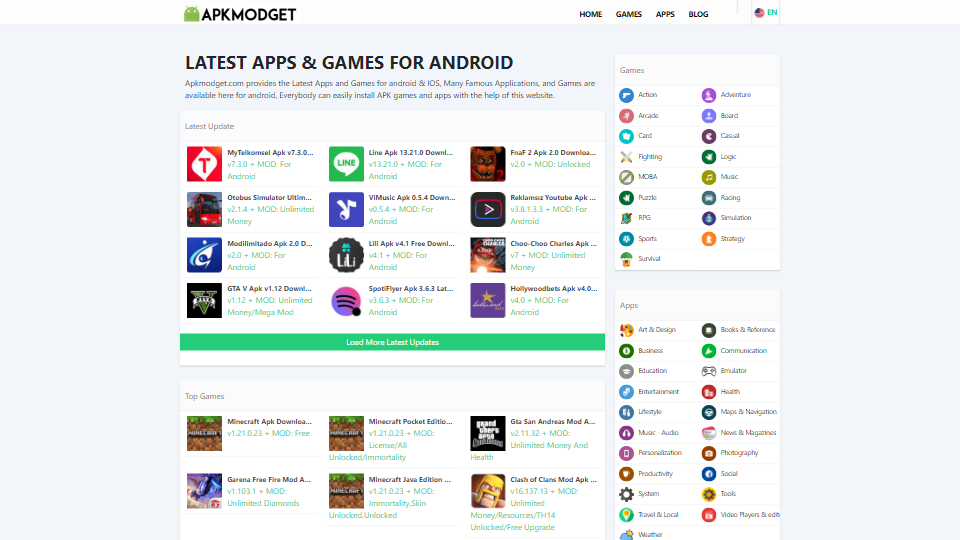 APKMODGET
HOME GAMES APPS BLOG EN
LATEST APPS & GAMES FOR ANDROID
Apkmodget.com provides the Latest Apps and Games for android & IOS, Many Famous Applications, and Games are
available here for android, Everybody can easily install APK games and apps with the help of this website.
Latest Update
MyTelkomsel Apk v7.3.0...
v7.3.0 + MOD: For
Android
Line Apk 13.21.0 Downl...
v13.21.0 + MOD: For
Android
FnaF 2 Apk 2.0 Downloa...
v2.0 + MOD: Unlocked
Otobus Simulator Ultim...
v2.1.4 + MOD: Unlimited
Money
ViMusic Apk 0.5.4 Down...
v0.5.4 + MOD: For
Android
Reklamsız Youtube Apk ...
v3.8.1.3.3 + MOD: For
Android
Modilimitado Apk 2.0 D...
v2.0 + MOD: For
Android
Lili Apk v4.1 Free Downl...
v4.1 + MOD: For
Android
Choo-Choo Charles Apk ...
v7 + MOD: Unlimited
Money
GTA V Apk v1.12 Downl...
v1.12 + MOD: Unlimited
Money/Mega Mod
SpotiFlyer Apk 3.6.3 Lat...
v3.6.3 + MOD: For
Android
Hollywoodbets Apk v4.0...
v4.0 + MOD: For
Android
LINE
LiLi
Load More Latest Updates
Top Games
Minecraft Apk Downloa...
v1.21.0.23 + MOD: Free
Minecraft Pocket Editio...
v1.21.0.23 + MOD:
License/All
Unlocked/Immortality
Gta San Andreas Mod A...
v2.11.32 + MOD:
Unlimited Money And
Health
Garena Free Fire Mod A...
v1.103.1 + MOD:
Unlimited Diamonds
Minecraft Java Edition ...
v1.21.0.23 + MOD:
Immortality,Skin
Unlocked,Unlocked
Clash of Clans Mod Apk ...
v16.137.13 + MOD:
Unlimited
Money/Resources/TH14
Unlocked/Free Upgrade
MINECRAFT
MINECRAFT
grand
theft
auto
MINECRAFT
Games
Action Adventure
Arcade Board
Card Casual
Fighting Logic
MOBA Music
Puzzle Racing
RPG Simulation
Sports Strategy
Survival
Apps
Art & Design Books & Reference
Business Communication
Education Emulator
Entertainment Health
Lifestyle Maps & Navigation
Music - Audio News & Magazines
Personalization Photography
Productivity Social
System Tools
Travel & Local Video Players & edit
Weather